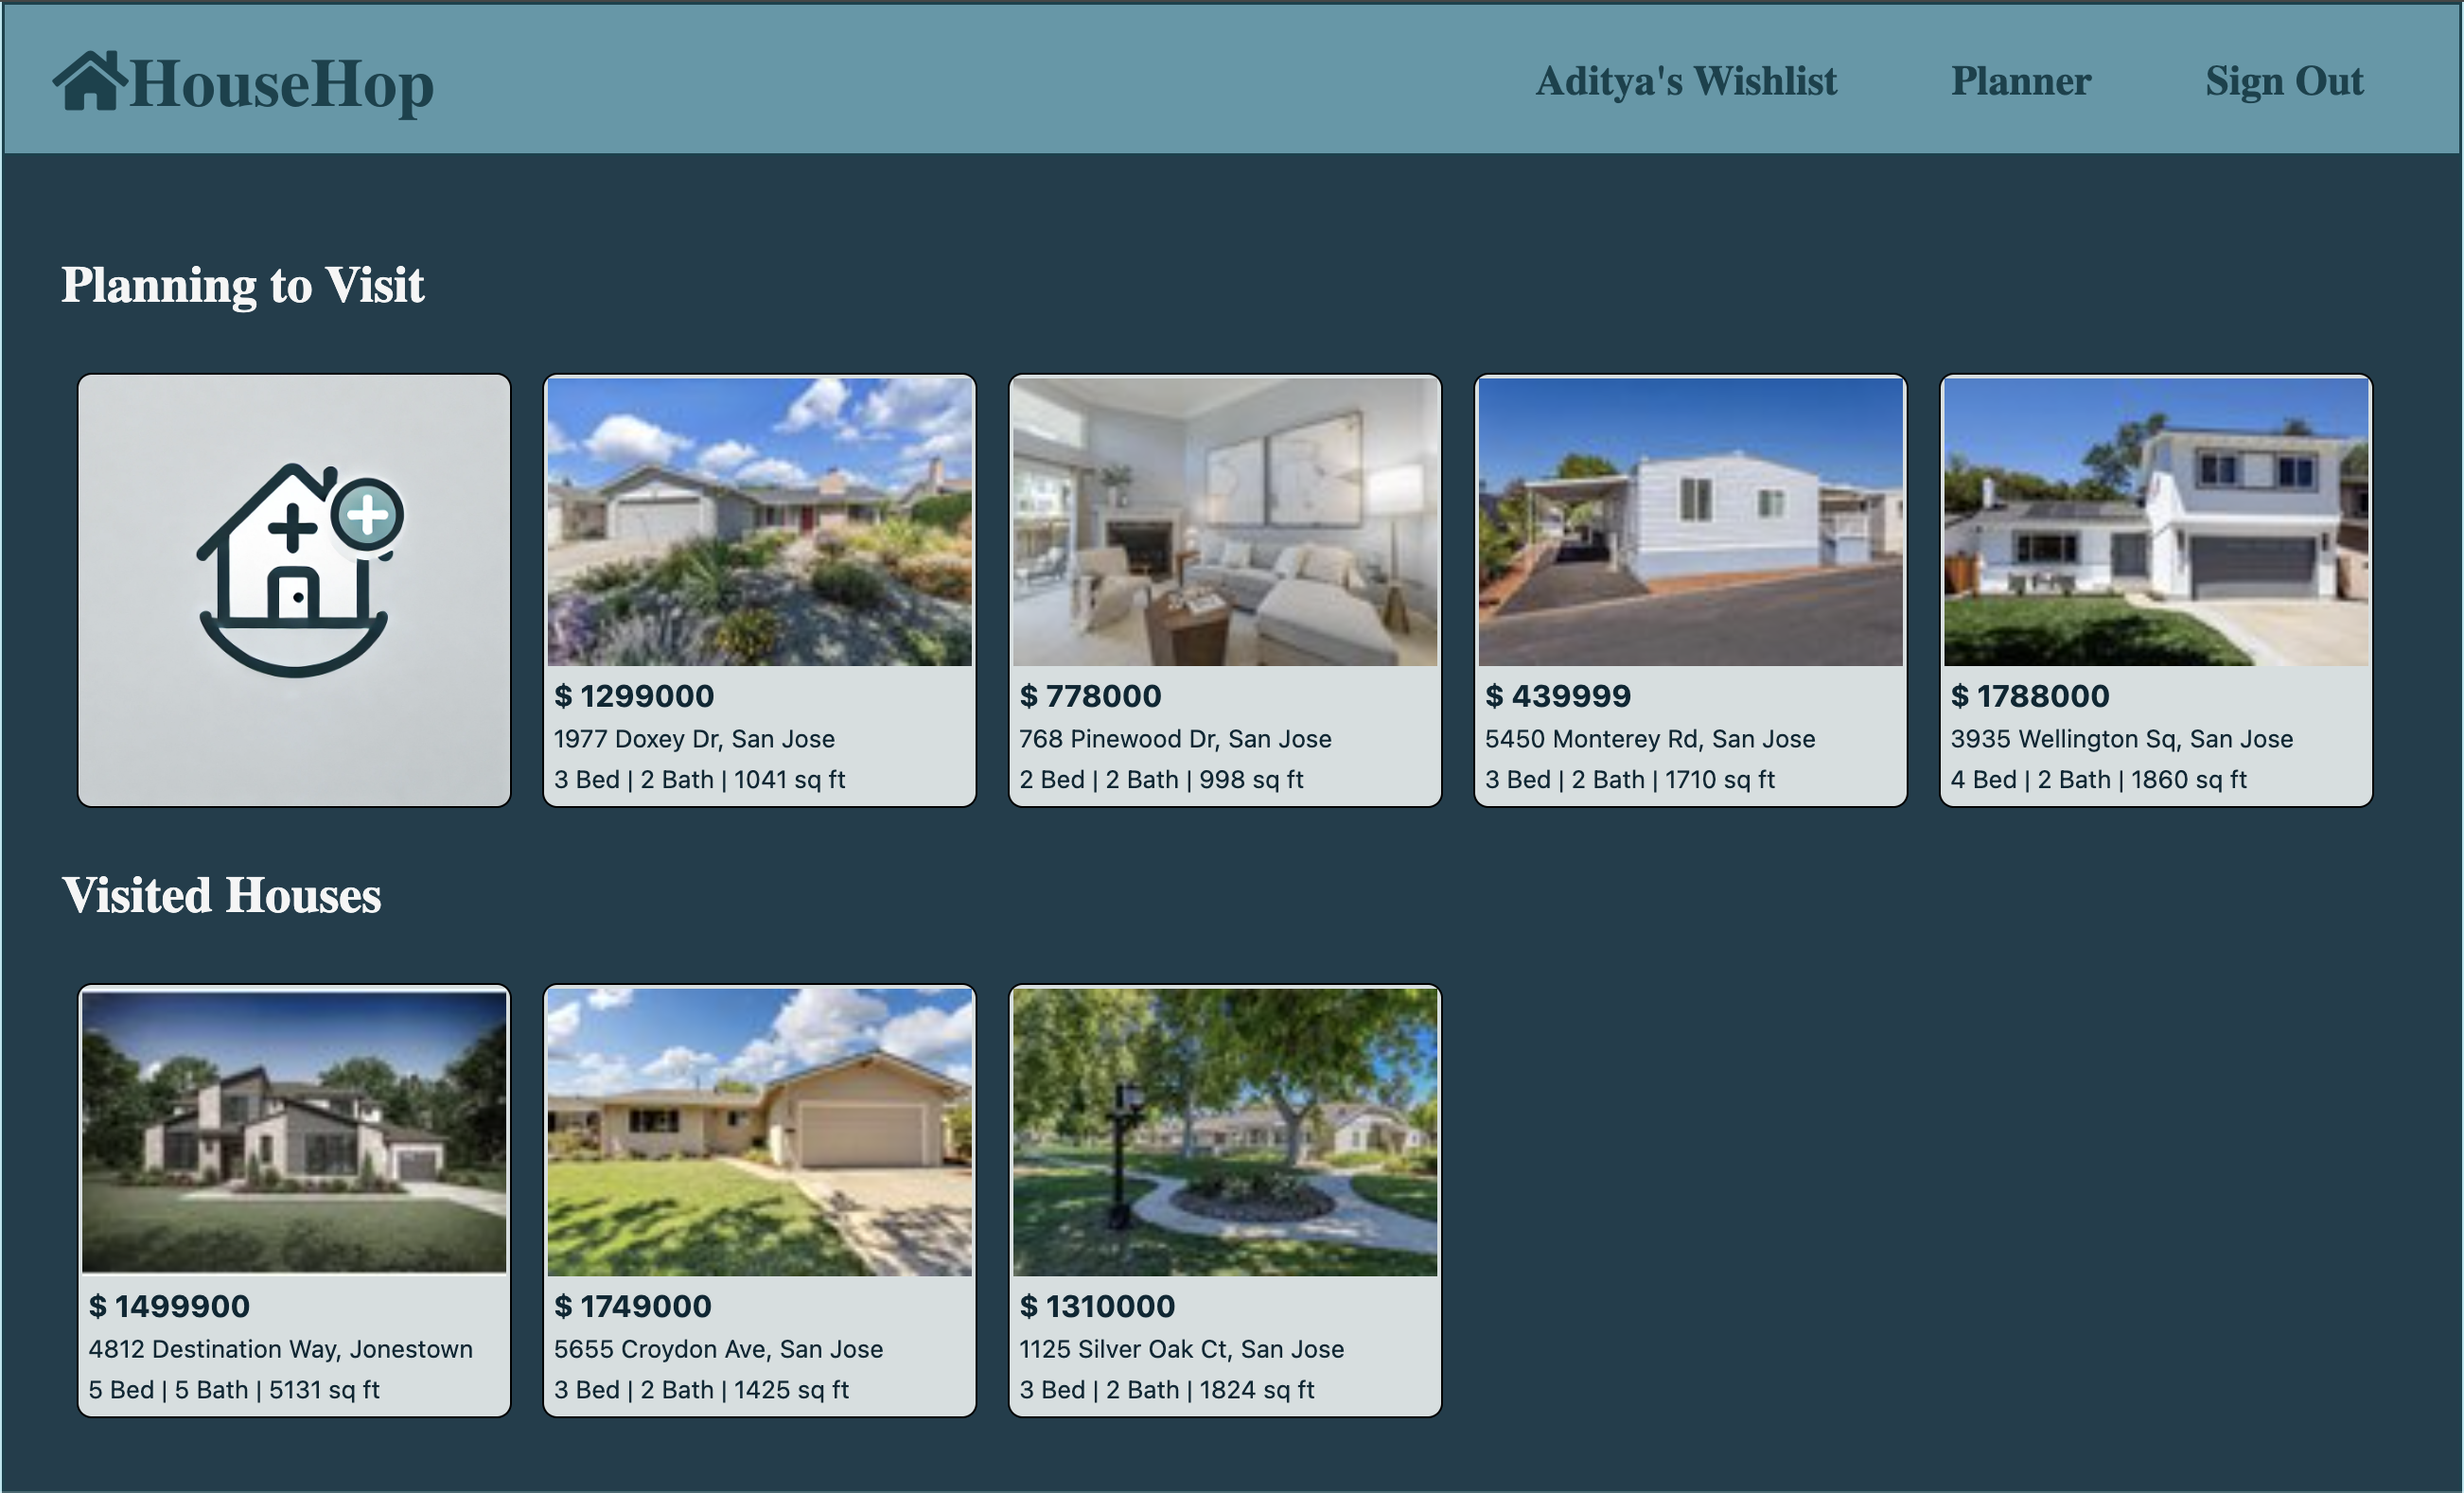 HouseHop
Aditya's Wishlist
Planner
Sign Out
Planning to Visit
$ 1299000
1977 Doxey Dr, San Jose
3 Bed | 2 Bath | 1041 sq ft
$ 778000
768 Pinewood Dr, San Jose
2 Bed | 2 Bath | 998 sq ft
$ 439999
5450 Monterey Rd, San Jose
3 Bed | 2 Bath | 1710 sq ft
$ 1788000
3935 Wellington Sq, San Jose
4 Bed | 2 Bath | 1860 sq ft
Visited Houses
$ 1499900
4812 Destination Way, Jonestown
5 Bed | 5 Bath | 5131 sq ft
$ 1749000
5655 Croydon Ave, San Jose
3 Bed | 2 Bath | 1425 sq ft
$ 1310000
1125 Silver Oak Ct, San Jose
3 Bed | 2 Bath | 1824 sq ft